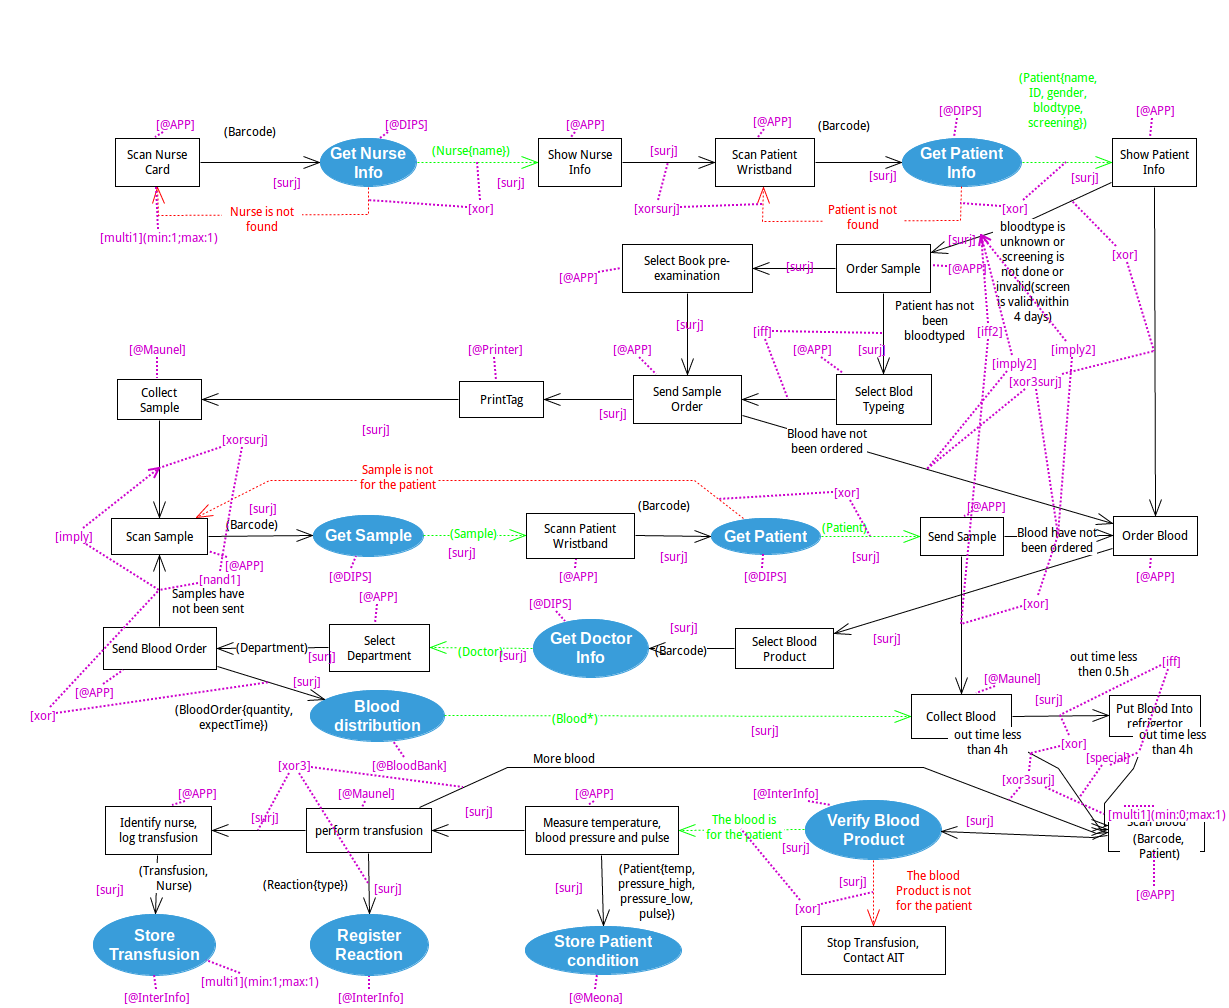 (Patient{name,
ID, gender,
blodtype,
screening})
[@APP]
(Barcode)
[@DIPS]
[@APP]
[@APP]
(Barcode)
[@DIPS]
[@APP]
Scan Nurse
Card
Get Nurse
Info
(Nurse{name})
Show Nurse
Info
[surj]
Scan Patient
Wristband
Get Patient
Info
Show Patient
Info
[surj]
[surj]
[surj]
[surj]
Nurse is not
found
[xor]
[xorsurj]
Patient is not
found
[xor]
[multi1](min:1;max:1)
bloodtype is
unknown or
screening is
not done or
invalid(screen
is valid within
4 days)
[surj]
[xor]
Select Book pre-
examination
[@APP]
[surj]
Order Sample
[@APP]
Patient has not
been
bloodtyped
[surj]
[iff]
[iff2]
[@Maunel]
[@Printer]
[@APP]
[@APP]
[surj]
[imply2]
[imply2]
[xor3surj]
Collect
Sample
PrintTag
Send Sample
Order
Select Blod
Typeing
[surj]
[surj]
[xorsurj]
Blood have not
been ordered
Sample is not
for the patient
[xor]
[surj]
(Barcode)
(Barcode)
[@APP]
Scan Sample
Get Sample
(Sample)
Scann Patient
Wristband
Get Patient
(Patient)
Send Sample
Blood have not
been ordered
Order Blood
[imply]
[surj]
[surj]
[surj]
[@APP]
[nand1]
[@DIPS]
[@APP]
[@DIPS]
[@APP]
Samples have
not been sent
[@APP]
[@DIPS]
[xor]
Send Blood Order
(Department)
Select
Department
(Doctor)
Get Doctor
Info
[surj]
(Barcode)
Select Blood
Product
[surj]
[surj]
[surj]
out time less
then 0.5h
[iff]
[@APP]
[surj]
[@Maunel]
[xor]
(BloodOrder{quantity,
expectTime})
Blood
distribution
(Blood*)
[surj]
Collect Blood
[surj]
Put Blood Into
refrigertor
out time less
than 4h
out time less
than 4h
[xor]
[special]
[xor3]
[@BloodBank]
More blood
[xor3surj]
[@APP]
[@Maunel]
[@APP]
[@InterInfo]
Identify nurse,
log transfusion
[surj]
perform transfusion
[surj]
Measure temperature,
blood pressure and pulse
The blood is
for the patient
Verify Blood
Product
[surj]
[multi1](min:0;max:1)
Scan Blood
(Barcode,
Patient)
[surj]
(Transfusion,
Nurse)
[surj]
(Reaction{type})
[surj]
[surj]
(Patient{temp,
pressure_high,
pressure_low,
pulse})
[surj]
The blood
Product is not
for the patient
[xor]
[@APP]
Store
Transfusion
Register
Reaction
Store Patient
condition
Stop Transfusion,
Contact AIT
[multi1](min:1;max:1)
[@InterInfo]
[@InterInfo]
[@Meona]